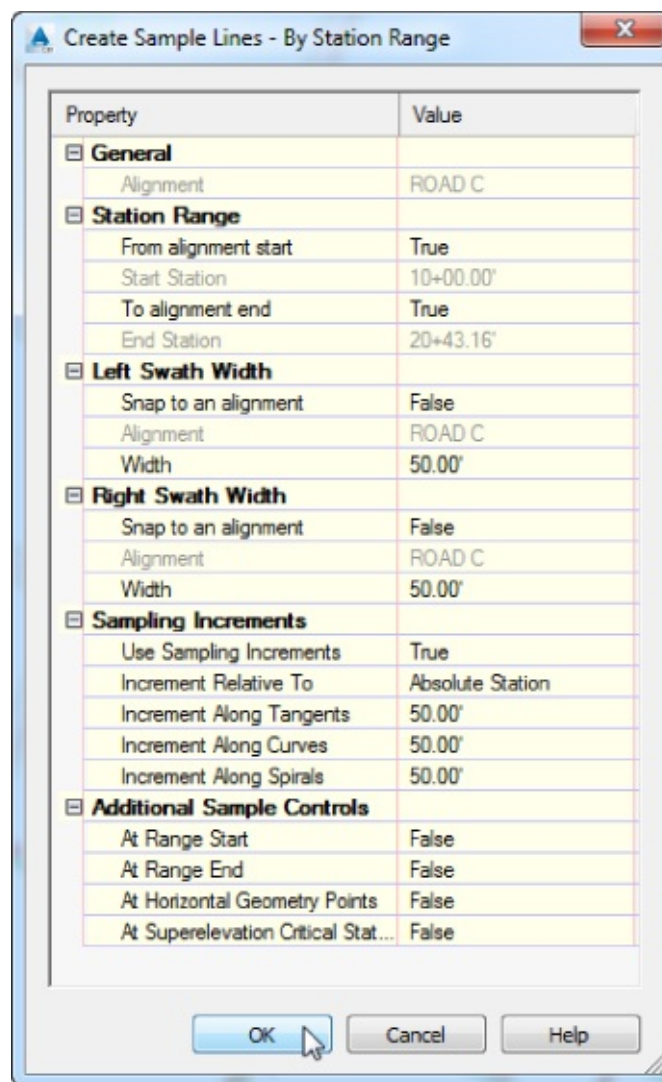 Create Sample Lines - By Station Range
Property Value
General
Alignment ROAD C
Station Range
From alignment start True
Start Station 10+00.00'
To alignment end True
End Station 20+43.16'
Left Swath Width
Snap to an alignment False
Alignment ROAD C
Width 50.00'
Right Swath Width
Snap to an alignment False
Alignment ROAD C
Width 50.00'
Sampling Increments
Use Sampling Increments True
Increment Relative To Absolute Station
Increment Along Tangents 50.00'
Increment Along Curves 50.00'
Increment Along Spirals 50.00'
Additional Sample Controls
At Range Start False
At Range End False
At Horizontal Geometry Points False
At Superelevation Critical Stat... False
OK Cancel Help